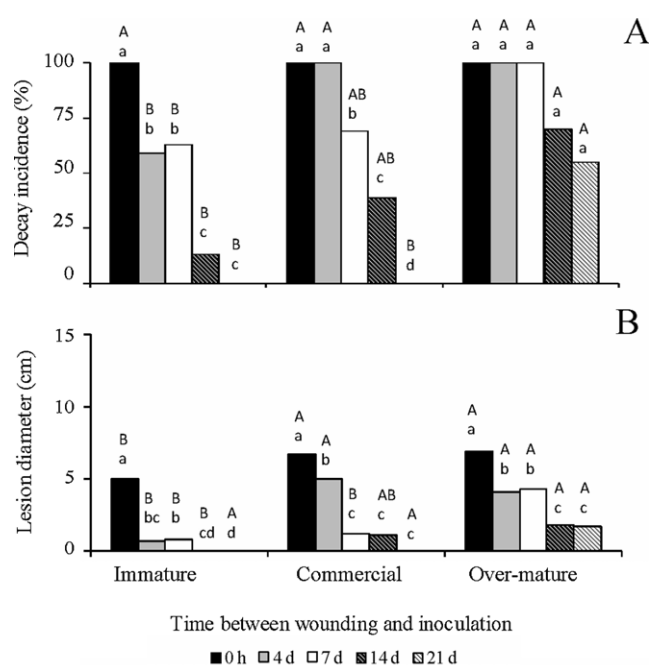 A A A A A A A A
a a a a a a a A
100
B B AB A
b b b a
75 A
a
AB
Decay incidence (%)
50 c
B
c
25 B B
c d
0
B
15
Lesion diameter (cm)
10 A A
A a A a
B a b A A
a b b
5 B B B AB A A A
bc b B A c c A c c
cd d c
0
Immature Commercial Over-mature
Time between wounding and inoculation
0 h 4 d 7 d 14 d 21 d